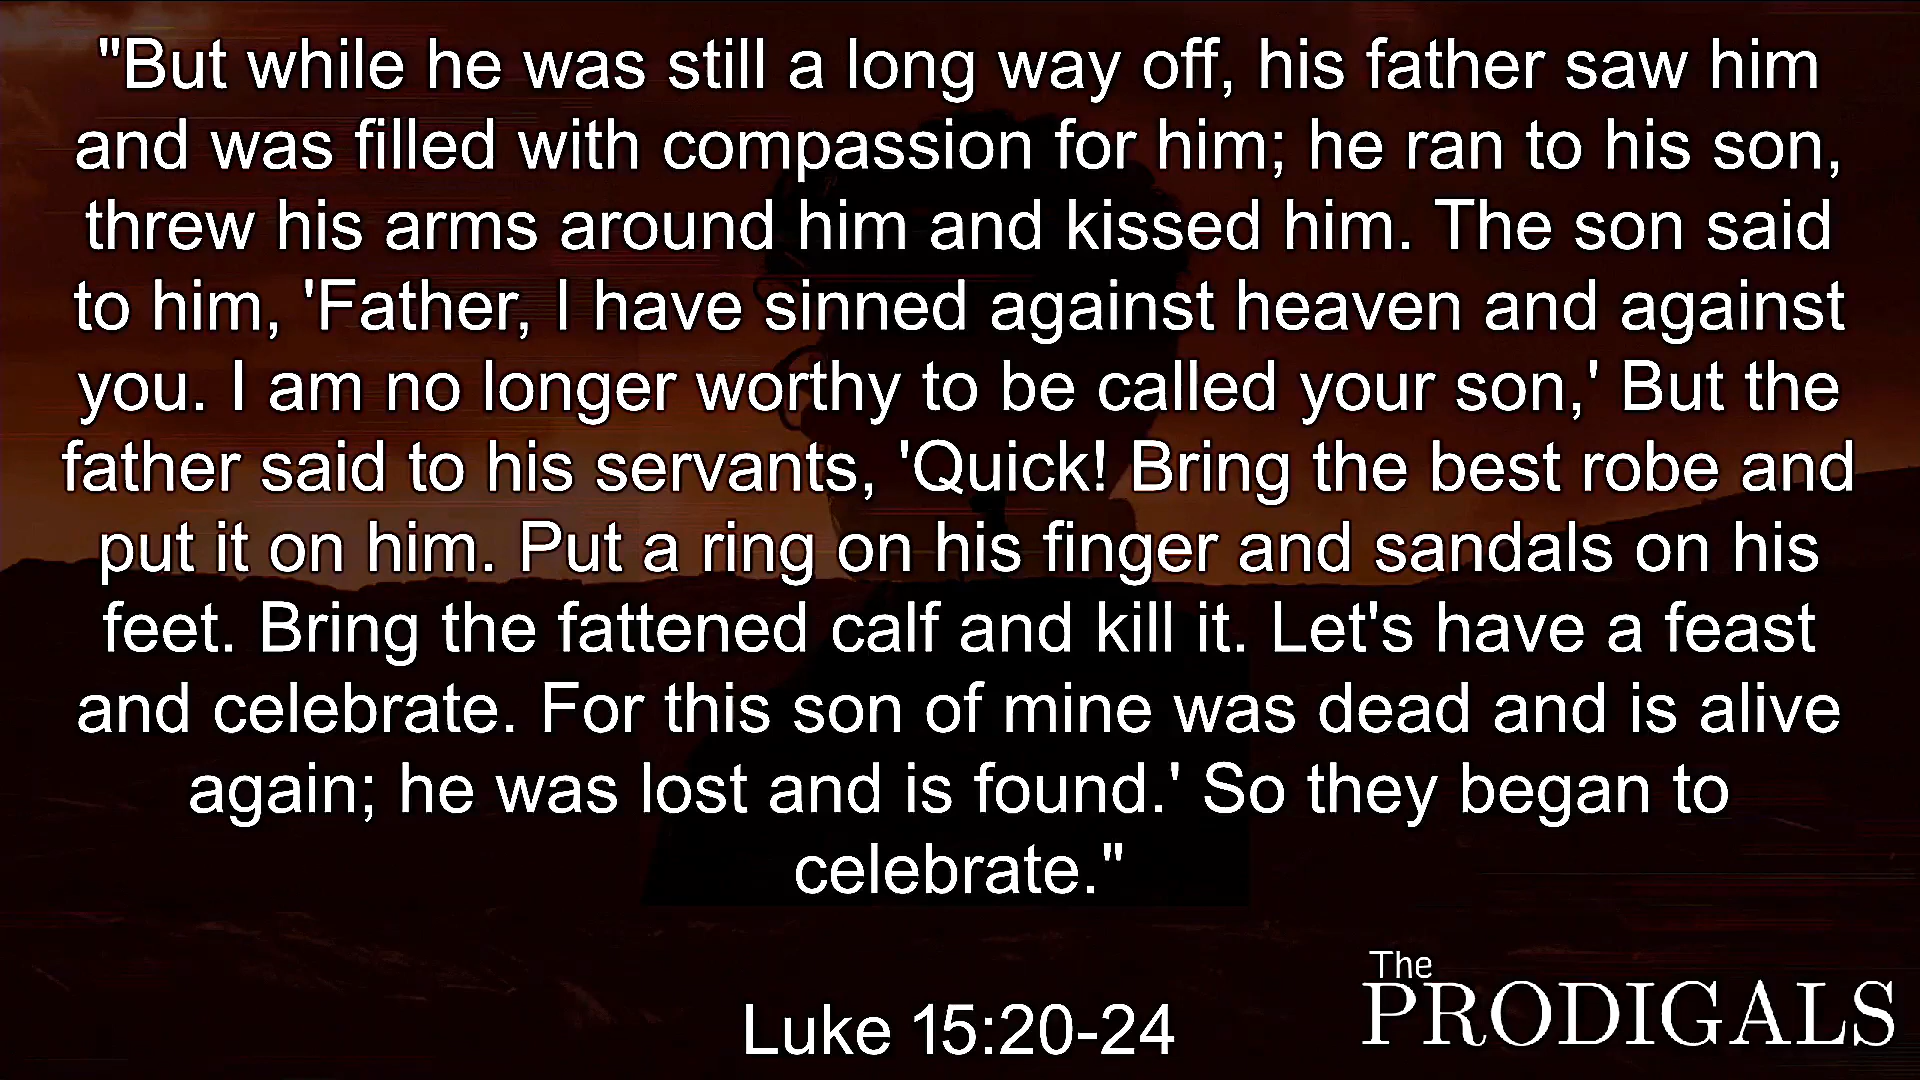 "But while he was still a long way off, his father saw him
and was filled with compassion for him; he ran to his son,
threw his arms around him and kissed him. The son said
to him, 'Father, I have sinned against heaven and against
you. I am no longer worthy to be called your son,' But the
father said to his servants, 'Quick! Bring the best robe and
put it on him. Put a ring on his finger and sandals on his
feet. Bring the fattened calf and kill it. Let's have a feast
and celebrate. For this son of mine was dead and is alive
again; he was lost and is found.' So they began to
celebrate."
Luke 15:20-24
The
PRODIGALS